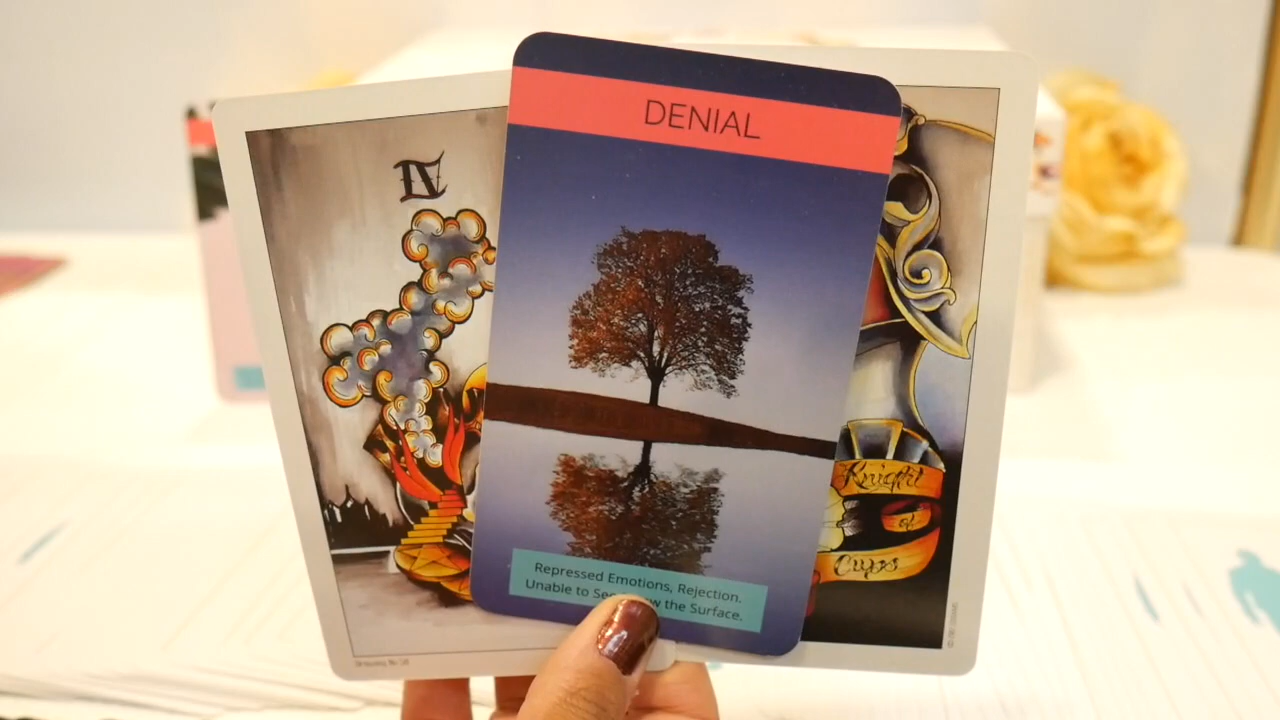 DENIAL
IV
Knight
of
Cups
Repressed Emotions, Rejection.
Unable to See the Surface.